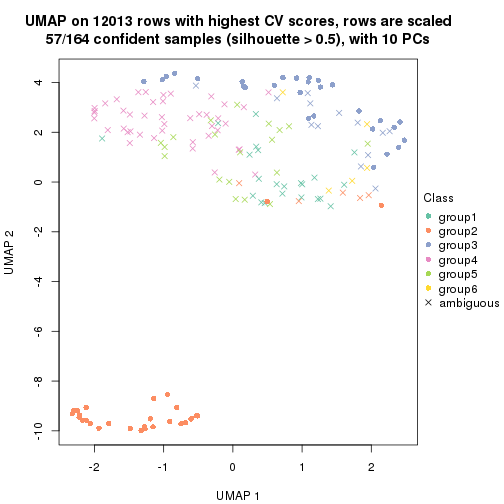 UMAP on 12013 rows with highest CV scores, rows are scaled
57/164 confident samples (silhouette > 0.5), with 10 PCs
4
2
0
-2
-4
-6
-8
-10
UMAP 2
-2
-1
0
1
2
UMAP 1
Class
group1
group2
group3
group4
group5
group6
ambiguous